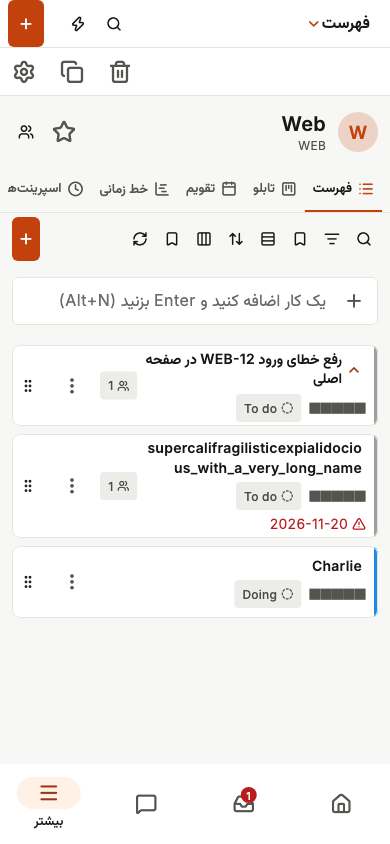 فهرست
Web
W
WEB
فهرست
تابلو
تقویم
خط زمانی
اسپرینت‌ه
یک کار اضافه کنید و Enter بزنید (Alt+N)
رفع خطای ورود WEB-12 در صفحه
اصلی
1
To do
supercalifragilisticexpialidocio
us_with_a_very_long_name
1
To do
2026-11-20
Charlie
Doing
1
بیشتر